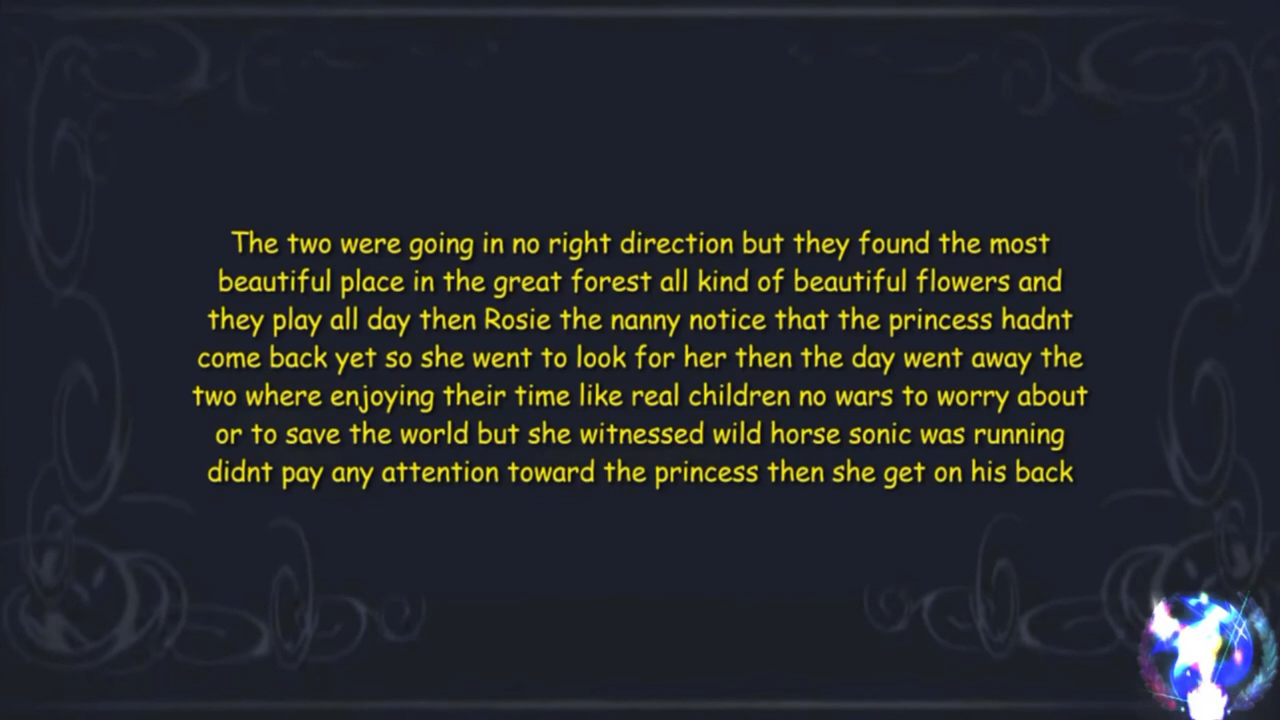 The two were going in no right direction but they found the most
beautiful place in the great forest all kind of beautiful flowers and
they play all day then Rosie the nanny notice that the princess hadnt
come back yet so she went to look for her then the day went away the
two where enjoying their time like real children no wars to worry about
or to save the world but she witnessed wild horse sonic was running
didnt pay any attention toward the princess then she get on his back